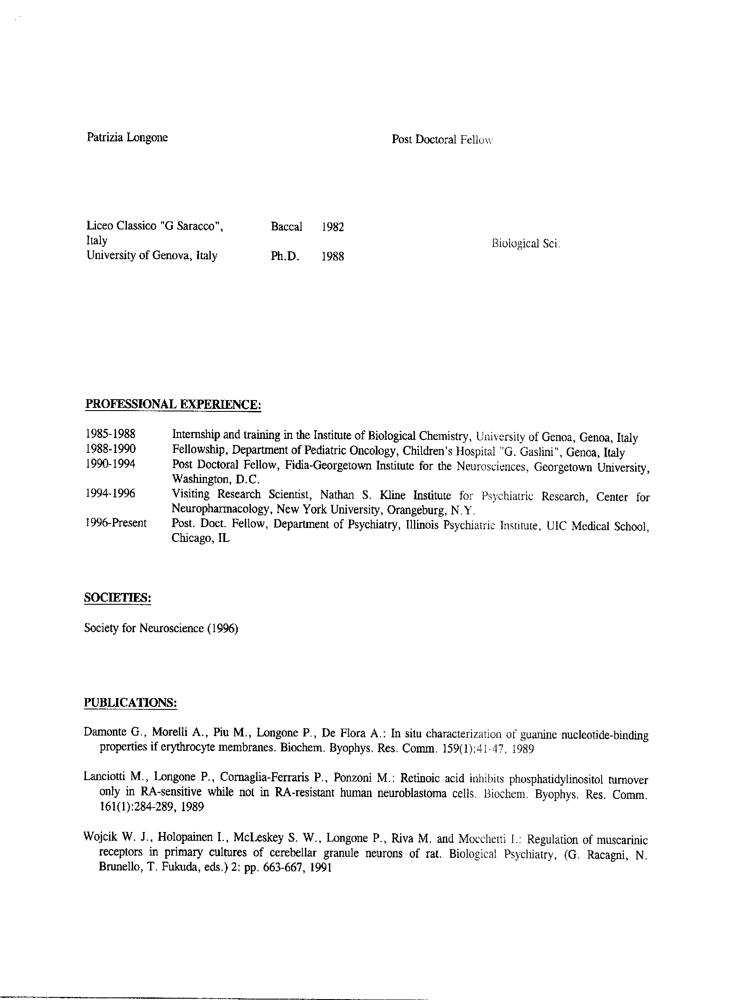 Patrizia Longone Post Doctoral Fellow
Liceo Classico "G Saracco", Baccal 1982
Italy Biological Sci.
University of Genova, Italy Ph.D. 1988
PROFESSIONAL EXPERIENCE:
1985-1988 Internship and training in the Institute of Biological Chemistry, University of Genoa, Genoa, Italy
1988-1990 Fellowship, Department of Pediatric Oncology, Children's Hospital "G. Gaslini", Genoa, Italy
1990-1994 Post Doctoral Fellow, Fidia-Georgetown Institute for the Neurosciences, Georgetown University,
Washington, D.C.
1994-1996 Visiting Research Scientist, Nathan S. Kline Institute for Psychiatric Research, Center for
Neuropharmacology, New York University, Orangeburg, N.Y.
1996-Present Post. Doct. Fellow, Department of Psychiatry, Illinois Psychiatric Institute, UIC Medical School,
Chicago, IL
SOCIETIES:
Society for Neuroscience (1996)
PUBLICATIONS:
Damonte G., Morelli A., Piu M., Longone P., De Flora A.: In situ characterization of guanine nucleotide-binding
properties if erythrocyte membranes. Biochem. Byophys. Res. Comm. 159(1):41-47, 1989
Lanciotti M., Longone P., Cornaglia-Ferraris P., Ponzoni M.: Retinoic acid inhibits phosphatidylinositol turnover
only in RA-sensitive while not in RA-resistant human neuroblastoma cells. Biochem. Byophys. Res. Comm.
161(1):284-289, 1989
Wojcik W. J., Holopainen I., McLeskey S. W., Longone P., Riva M. and Mocchetti I.: Regulation of muscarinic
receptors in primary cultures of cerebellar granule neurons of rat. Biological Psychiatry, (G. Racagni, N.
Brunello, T. Fukuda, eds.) 2: pp. 663-667, 1991